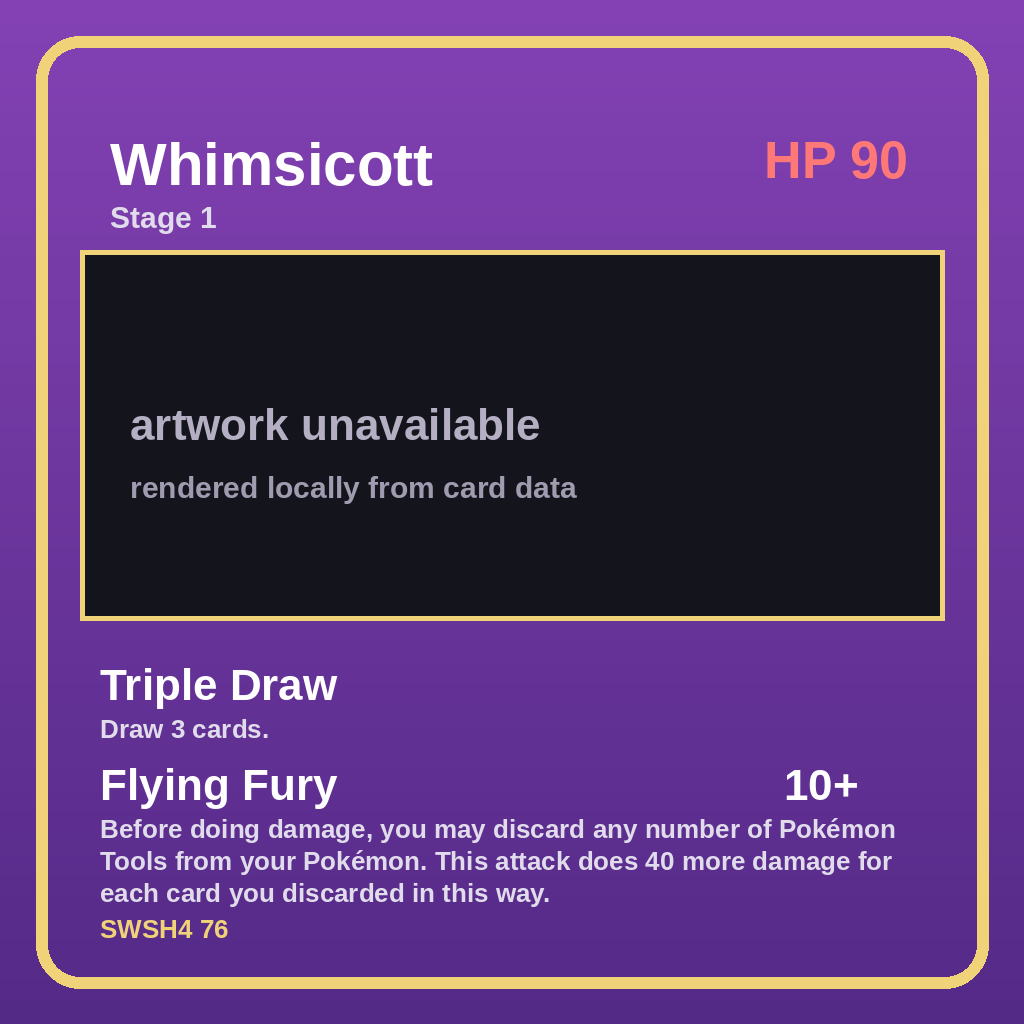 Whimsicott
HP 90
Stage 1
artwork unavailable
rendered locally from card data
Triple Draw
Draw 3 cards.
Flying Fury
10+
Before doing damage, you may discard any number of Pokémon
Tools from your Pokémon. This attack does 40 more damage for
each card you discarded in this way.
SWSH4 76